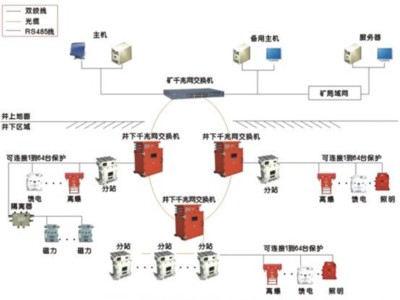 双绞线
光缆
RS485线
主机
备用主机
服务器
矿千兆网交换机
矿局域网
井上地面
井下区域
井下千兆网交换机
井下千兆网交换机
可连接1到64台保护
分站
分站
可连接1到64台保护
馈电
高爆
高爆
馈电
照明
隔离器
井下千兆网交换机
磁力
磁力
分站
分站
分站
可连接1到64台保护
高爆
馈电
照明